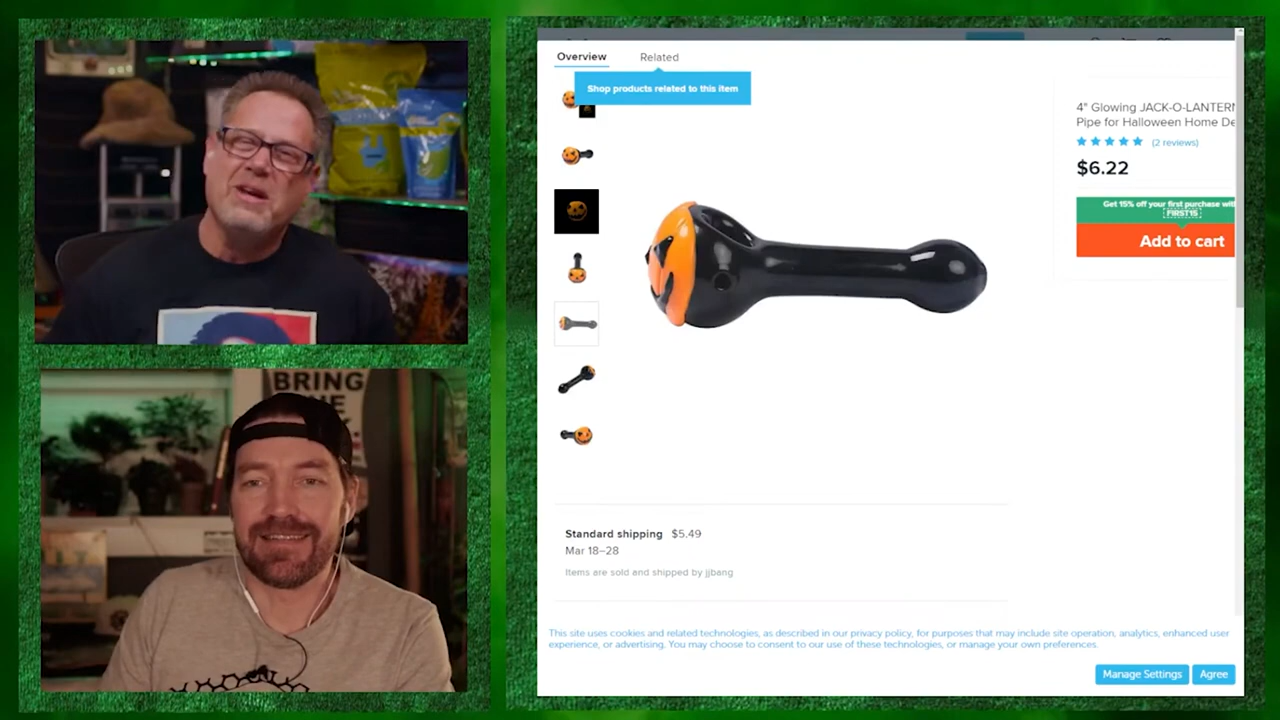 Overview
Related
Shop products related to this item
4" Glowing JACK-O-LANTERN
Pipe for Halloween Home De
(2 reviews)
$6.22
Get 15% off your first purchase with
FIRST15
Add to cart
Standard shipping $5.49
Mar 18–28
Items are sold and shipped by jjbang
This site uses cookies and related technologies, as described in our privacy policy, for purposes that may include site operation, analytics, enhanced user
experience, or advertising. You may choose to consent to our use of these technologies, or manage your own preferences.
Manage Settings
Agree
BRING